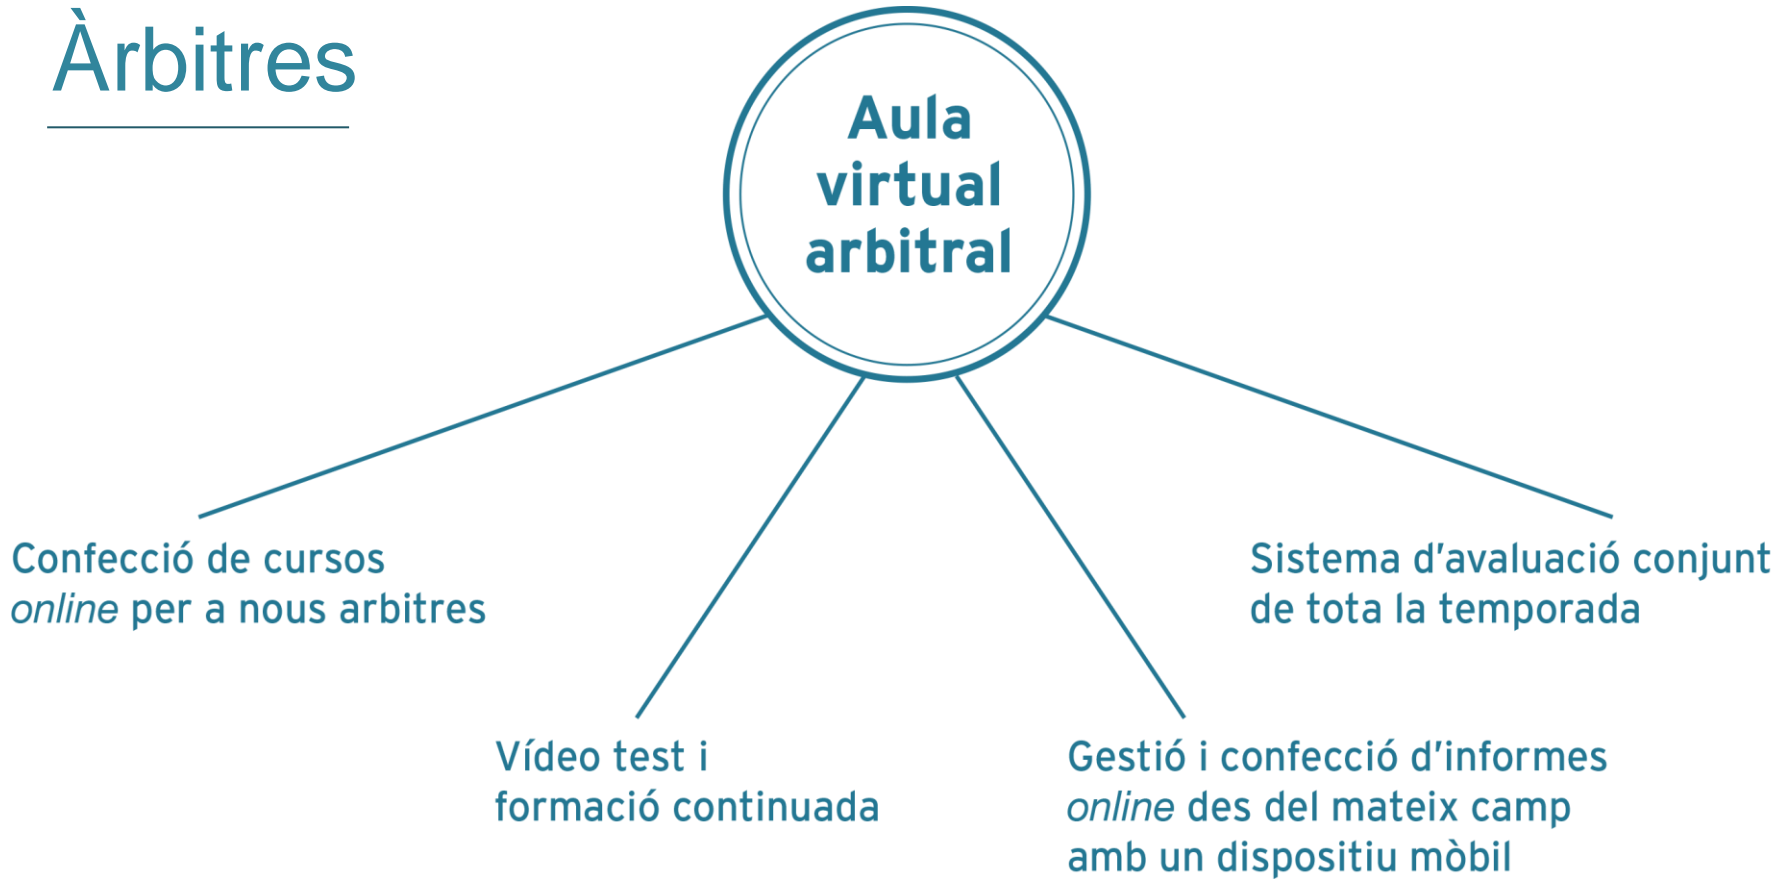 Àrbitres
Aula
virtual
arbitral
Confecció de cursos
online per a nous arbitres
Vídeo test i
formació continuada
Gestió i confecció d'informes
online des del mateix camp
amb un dispositiu mòbil
Sistema d'avaluació conjunt
de tota la temporada